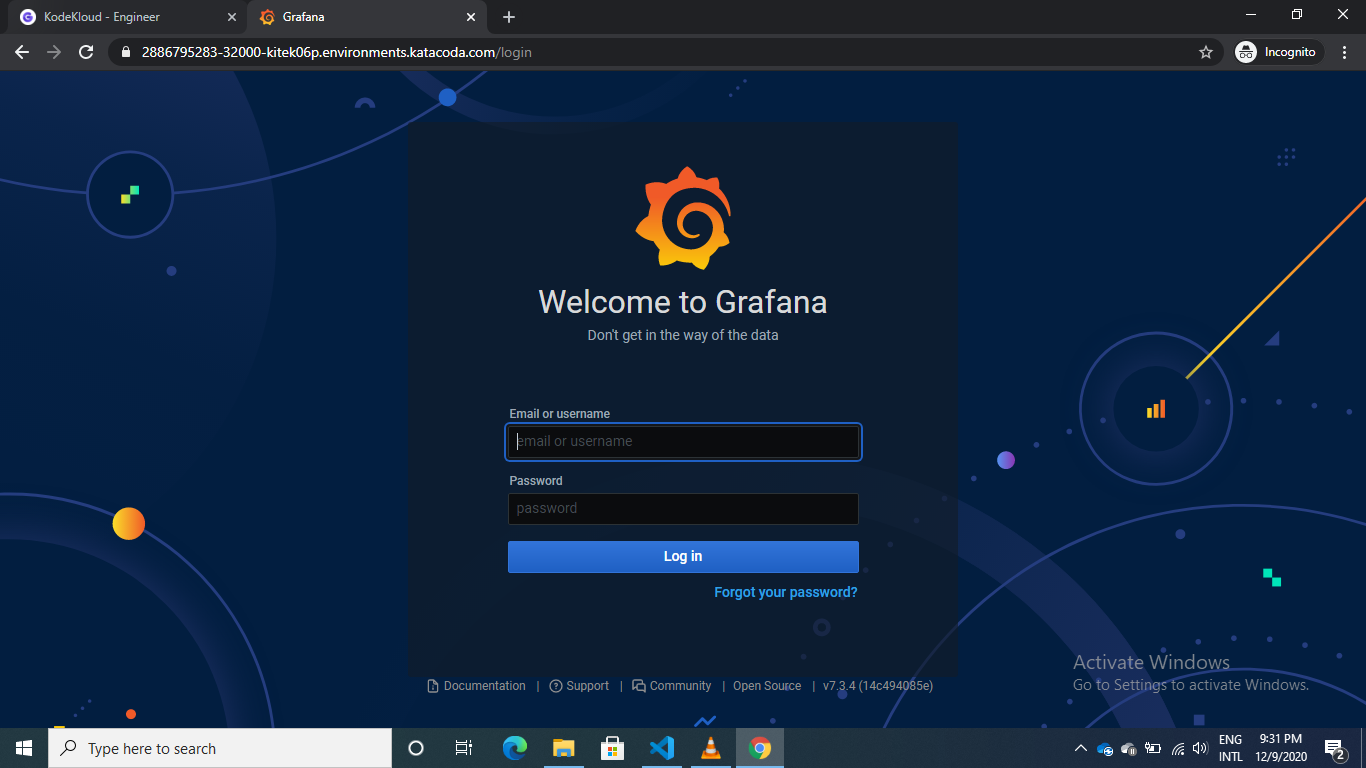 KodeKloud - Engineer
Grafana
2886795283-32000-kitek06p.environments.katacoda.com/login
Incognito
Welcome to Grafana
Don't get in the way of the data
Email or username
email or username
Password
password
Log in
Forgot your password?
Documentation | Support | Community | Open Source | v7.3.4 (14c494085e)
Activate Windows
Go to Settings to activate Windows.
Type here to search
ENG
INTL
9:31 PM
12/9/2020
2